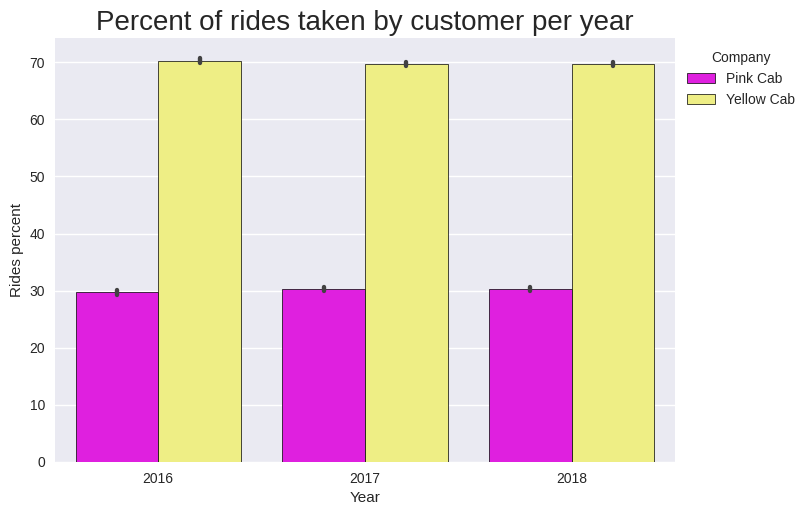 Percent of rides taken by customer per year
Company
Pink Cab
Yellow Cab
Rides percent
70
60
50
40
30
20
10
0
2016
2017
2018
Year